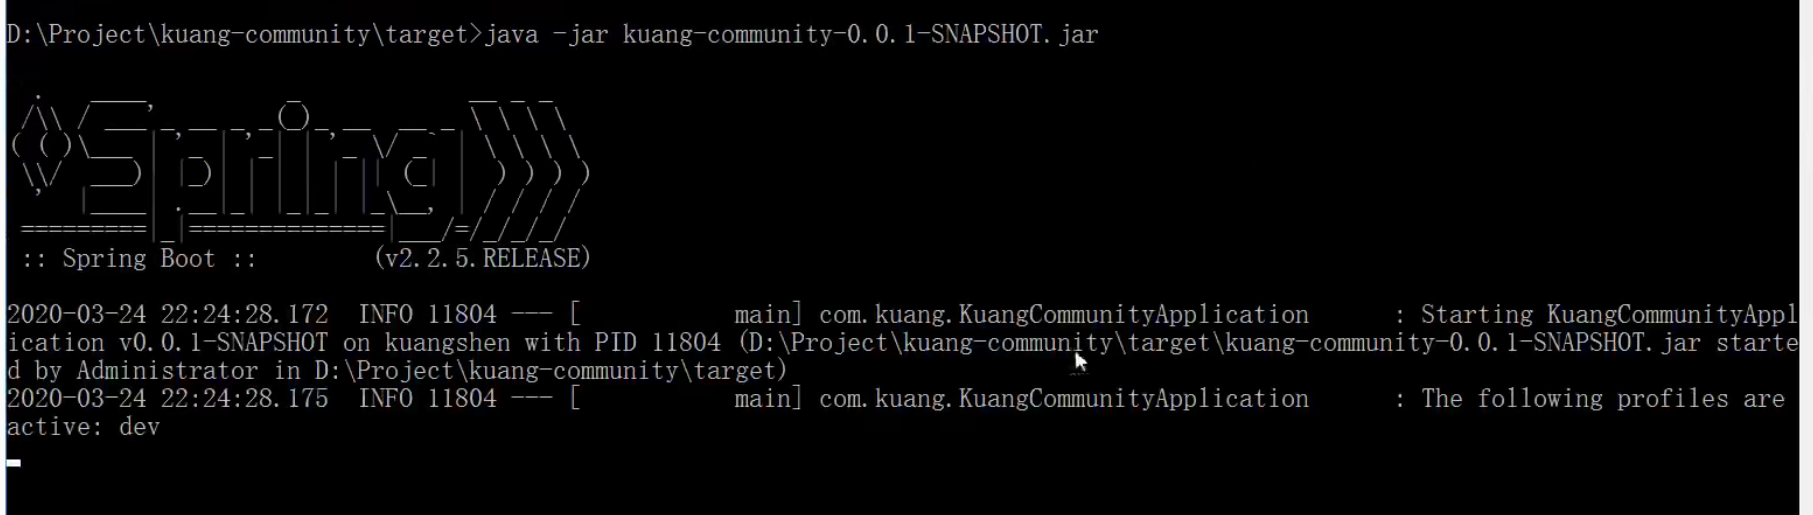 D:\Project\kuang-community\target>java -jar kuang-community-0.0.1-SNAPSHOT.jar
:: Spring Boot ::        (v2.2.5.RELEASE)
2020-03-24 22:24:28.172  INFO 11804 --- [           main] com.kuang.KuangCommunityApplication      : Starting KuangCommunityAppl
ication v0.0.1-SNAPSHOT on kuangshen with PID 11804 (D:\Project\kuang-community\target\kuang-community-0.0.1-SNAPSHOT.jar starte
d by Administrator in D:\Project\kuang-community\target)
2020-03-24 22:24:28.175  INFO 11804 --- [           main] com.kuang.KuangCommunityApplication      : The following profiles are
active: dev